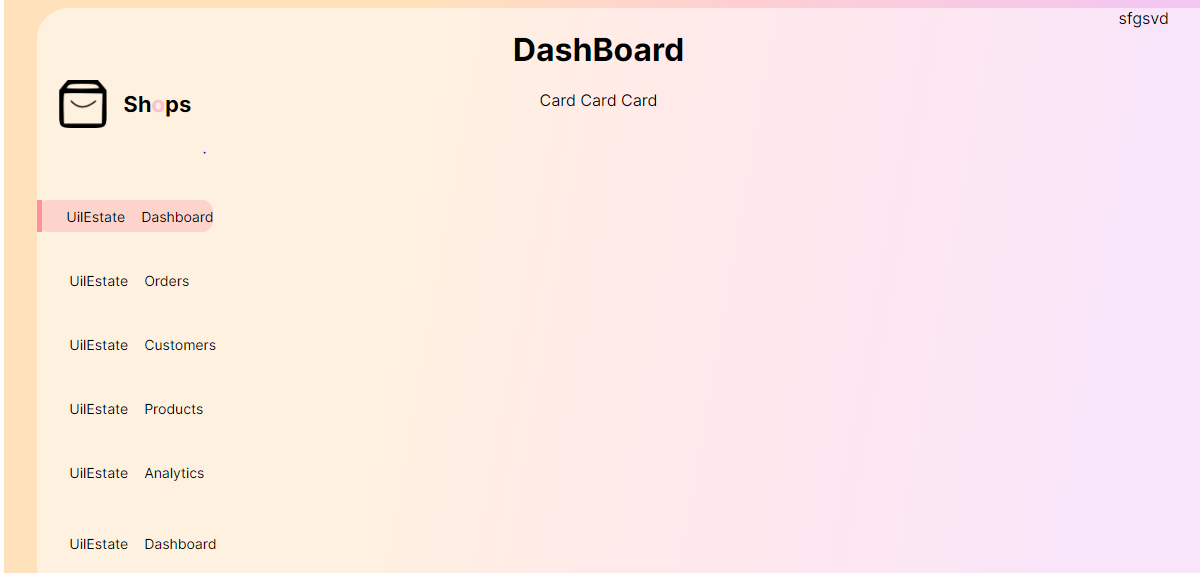 sfgsvd
DashBoard
Card Card Card
Shops
UilEstate Dashboard
UilEstate Orders
UilEstate Customers
UilEstate Products
UilEstate Analytics
UilEstate Dashboard